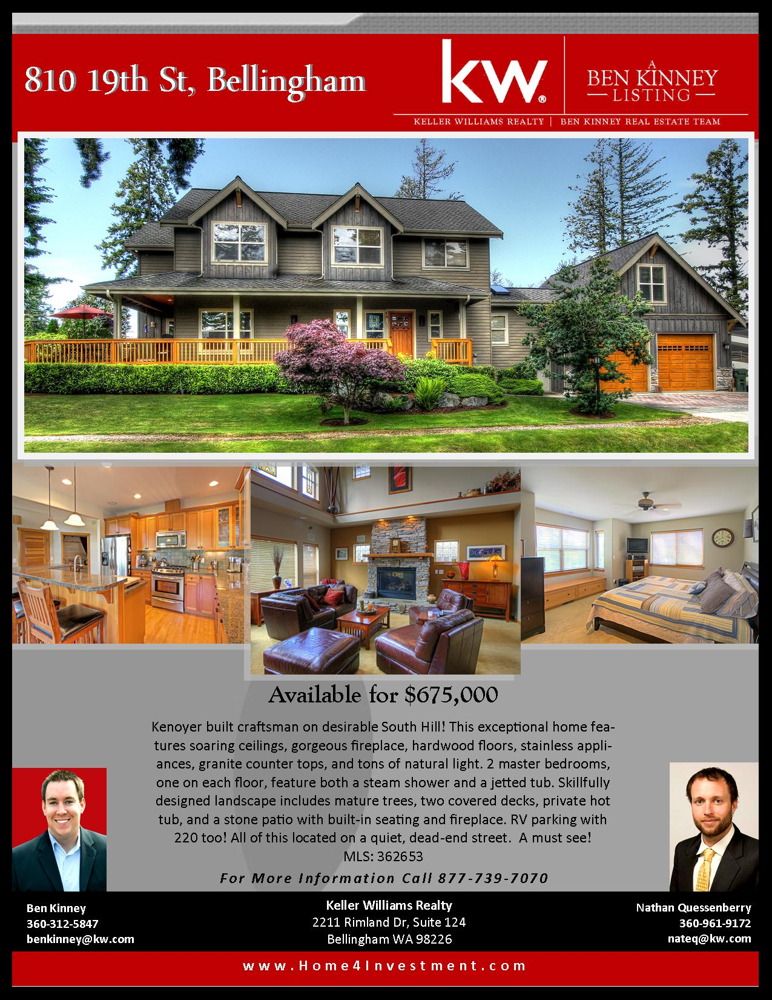 810 19th St, Bellingham
kw®
A
BEN KINNEY
LISTING
KELLER WILLIAMS REALTY | BEN KINNEY REAL ESTATE TEAM
Available for $675,000
Kenoyer built craftsman on desirable South Hill! This exceptional home fea-
tures soaring ceilings, gorgeous fireplace, hardwood floors, stainless appli-
ances, granite counter tops, and tons of natural light. 2 master bedrooms,
one on each floor, feature both a steam shower and a jetted tub. Skillfully
designed landscape includes mature trees, two covered decks, private hot
tub, and a stone patio with built-in seating and fireplace. RV parking with
220 too! All of this located on a quiet, dead-end street.  A must see!
MLS: 362653
For More Information Call 877-739-7070
Ben Kinney
360-312-5847
benkinney@kw.com
Keller Williams Realty
2211 Rimland Dr, Suite 124
Bellingham WA 98226
Nathan Quessenberry
360-961-9172
nateq@kw.com
www.Home4Investment.com